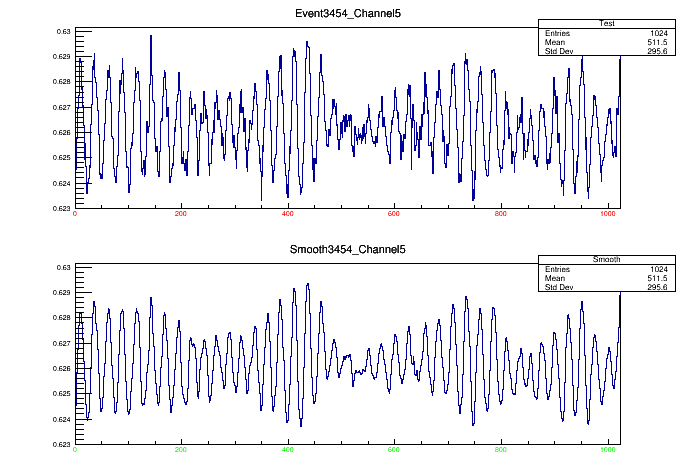 Event3454_Channel5
Test
Entries 1024
Mean 511.5
Std Dev 295.6
0.63
0.629
0.628
0.627
0.626
0.625
0.624
0.623
0 200 400 600 800 1000
Smooth3454_Channel5
Smooth
Entries 1024
Mean 511.5
Std Dev 295.6
0.63
0.629
0.628
0.627
0.626
0.625
0.624
0.623
0 200 400 600 800 1000